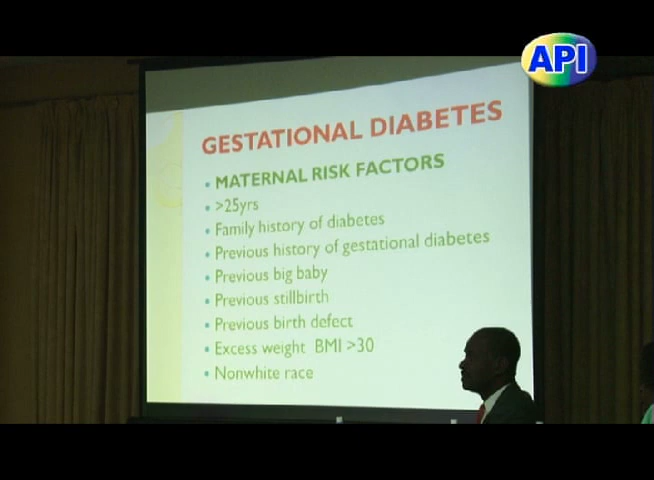 API
GESTATIONAL DIABETES
• MATERNAL RISK FACTORS
• >25yrs
• Family history of diabetes
• Previous history of gestational diabetes
• Previous big baby
• Previous stillbirth
• Previous birth defect
• Excess weight BMI >30
• Nonwhite race